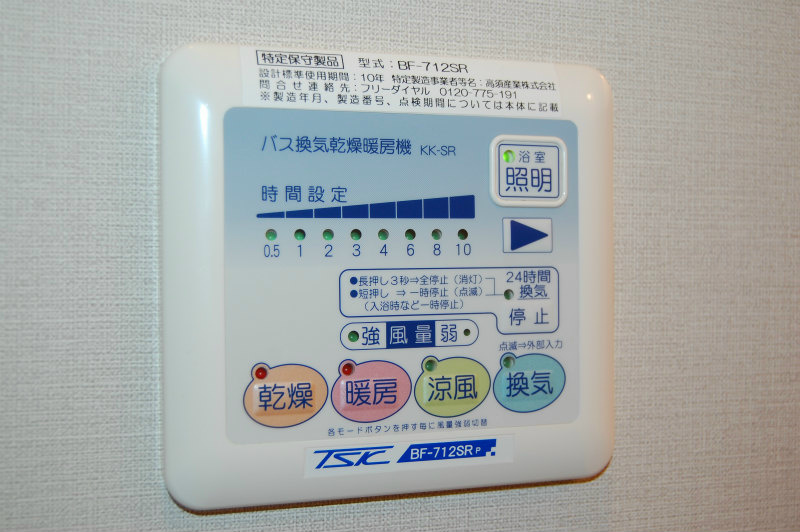 特定保守製品 型式：BF-712SR
設計標準使用期間：10年 特定製造事業者等名：高須産業株式会社
問合せ連絡先：フリーダイヤル 0120-775-191
※製造年月、製造番号、点検期間については本体に記載
バス換気乾燥暖房機 KK-SR
浴室
照明
時間設定
0.5 1 2 3 4 6 8 10
●長押し3秒⇒全停止（消灯）
●短押し ⇒一時停止（点滅）
（入浴時など一時停止）
24時間
換気
停止
強 風量 弱
点滅⇒外部入力
乾燥 暖房 涼風 換気
各モードボタンを押す毎に風量強弱切替
TSK BF-712SR P